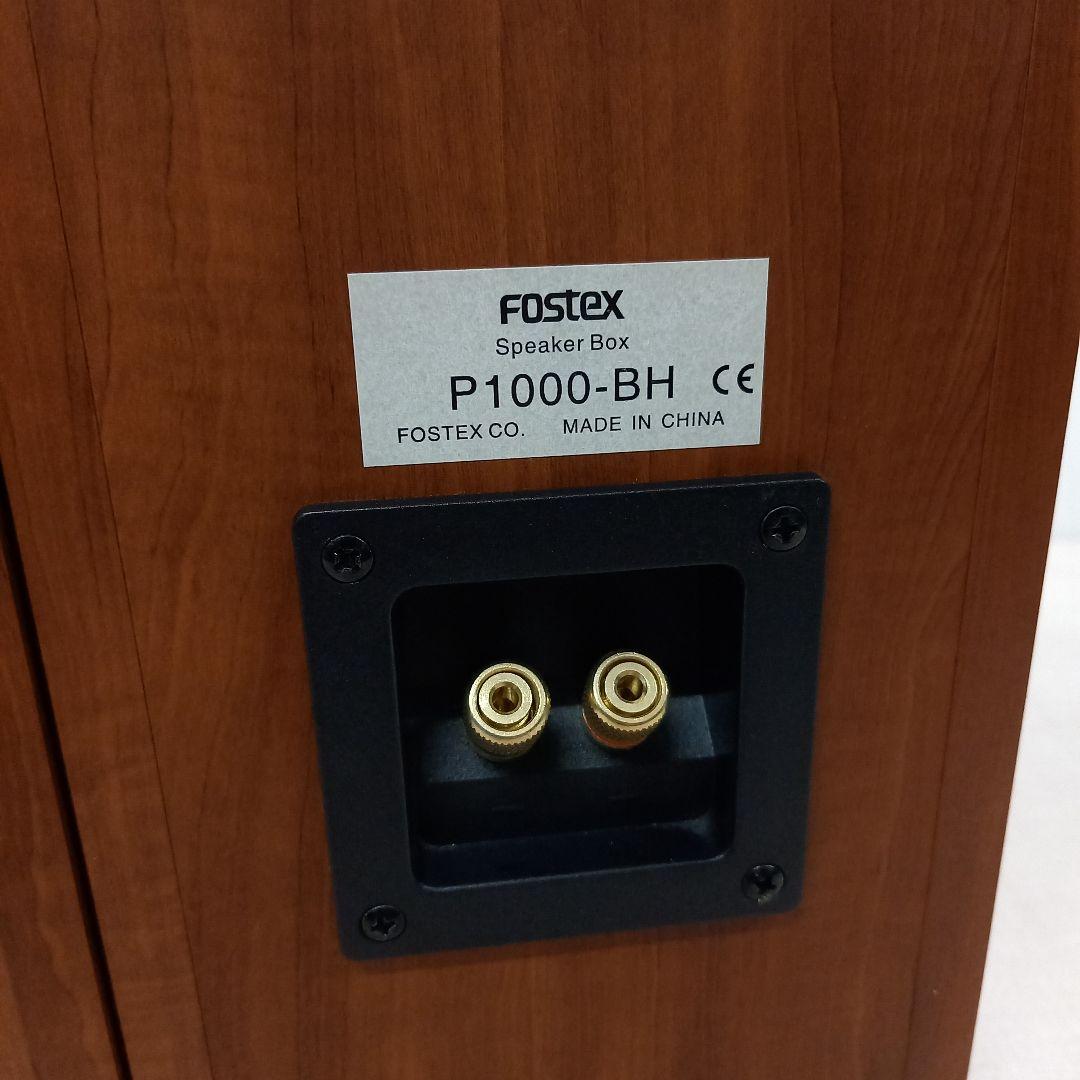 FOSTEX
Speaker Box
P1000-BH CE
FOSTEX CO. MADE IN CHINA